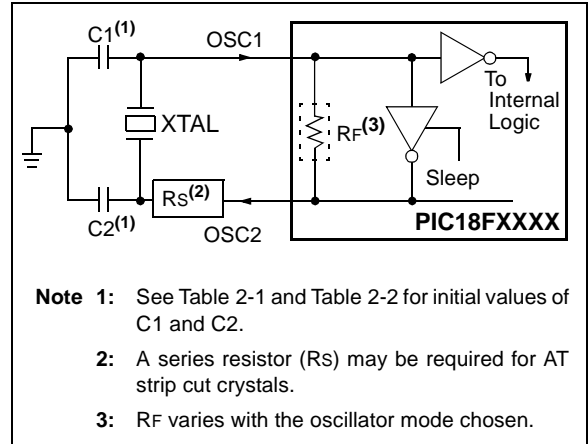 C1(1)
OSC1
To
Internal
Logic
XTAL
RF(3)
Sleep
RS(2)
C2(1)
OSC2
PIC18FXXXX
Note 1: See Table 2-1 and Table 2-2 for initial values of
C1 and C2.
2: A series resistor (RS) may be required for AT
strip cut crystals.
3: RF varies with the oscillator mode chosen.